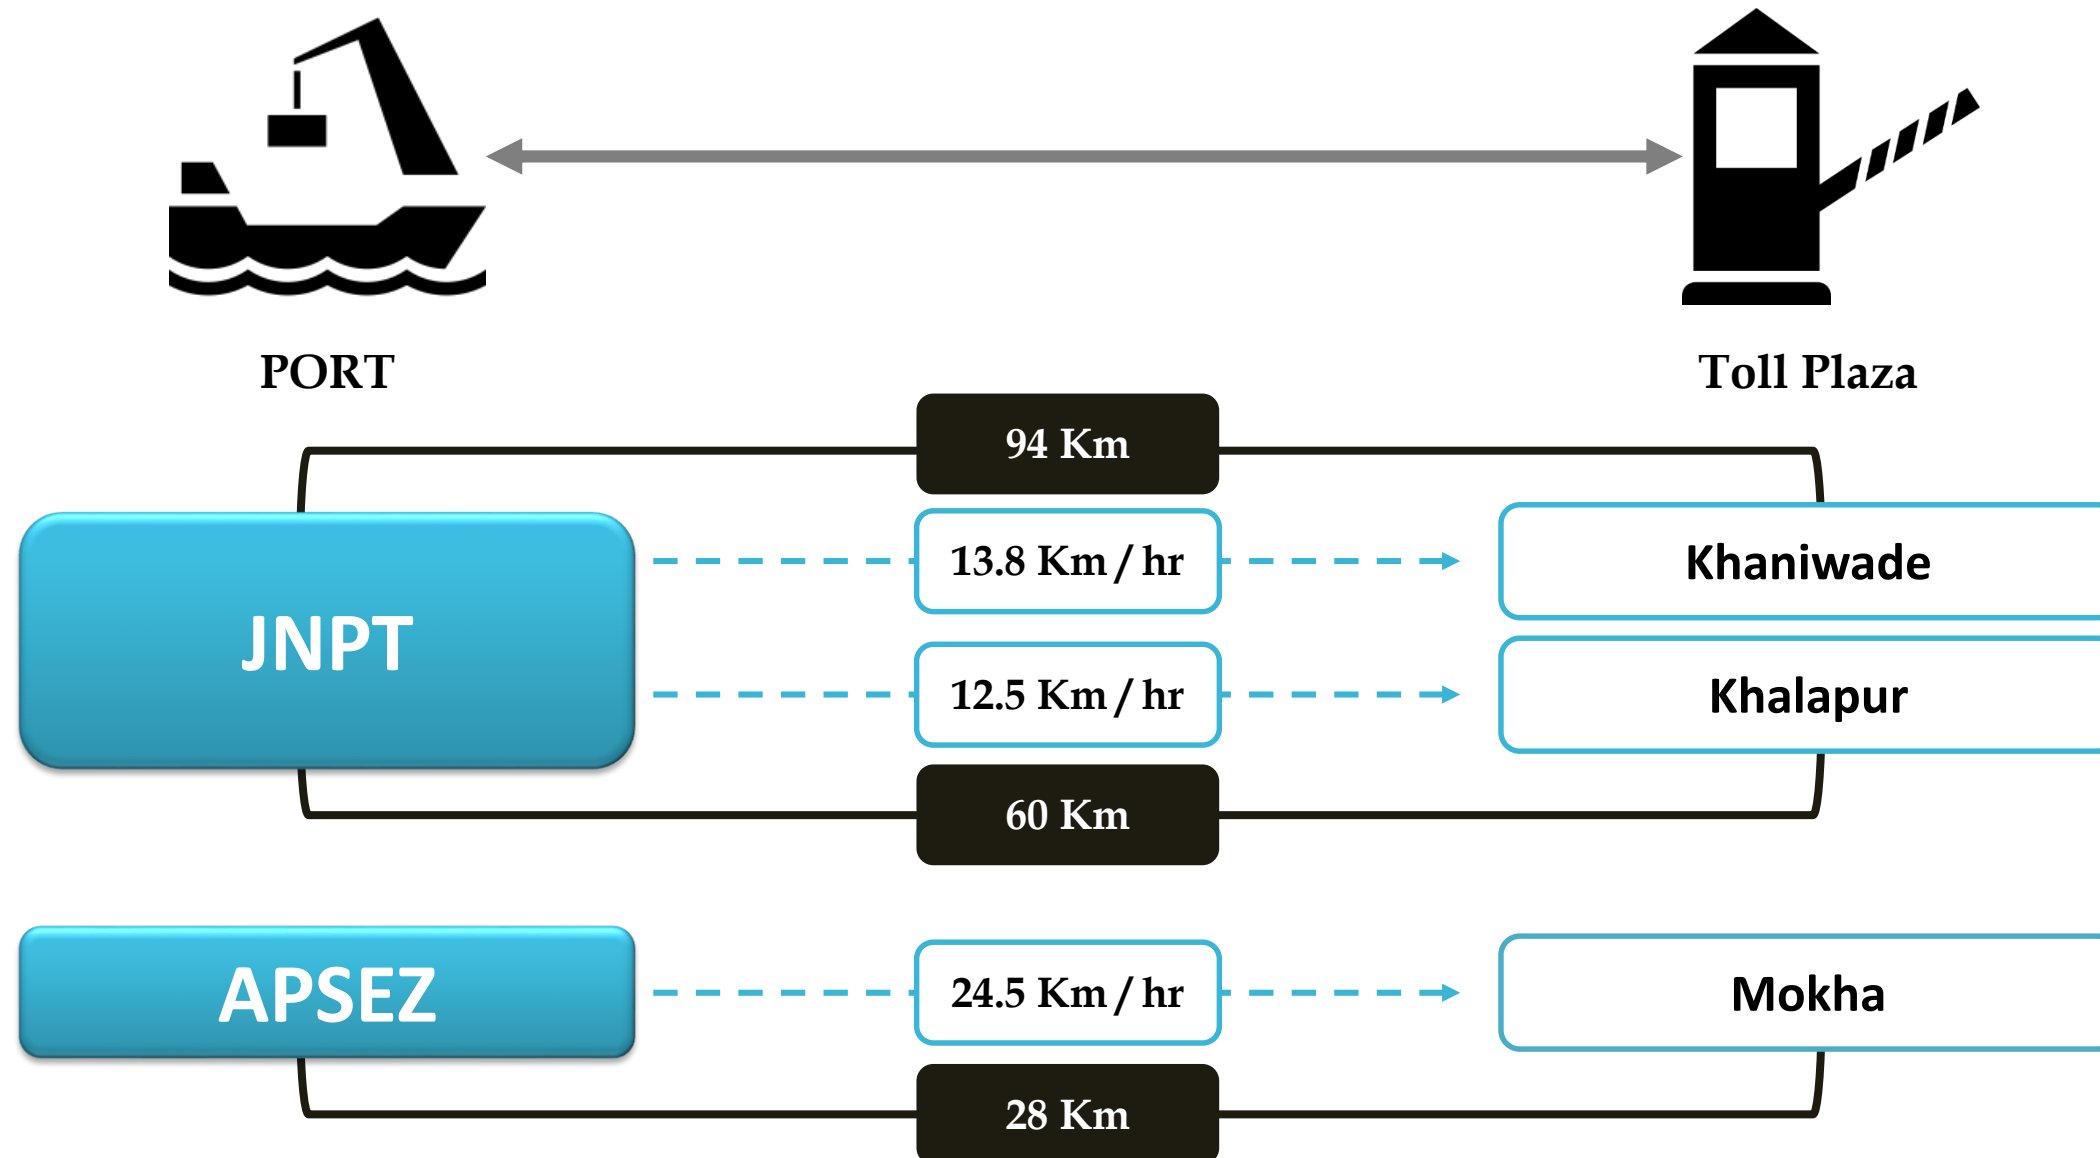 PORT
Toll Plaza
94 Km
13.8 Km/hr
Khaniwade
JNPT
12.5 Km/hr
Khalapur
60 Km
APSEZ
24.5 Km/hr
Mokha
28 Km